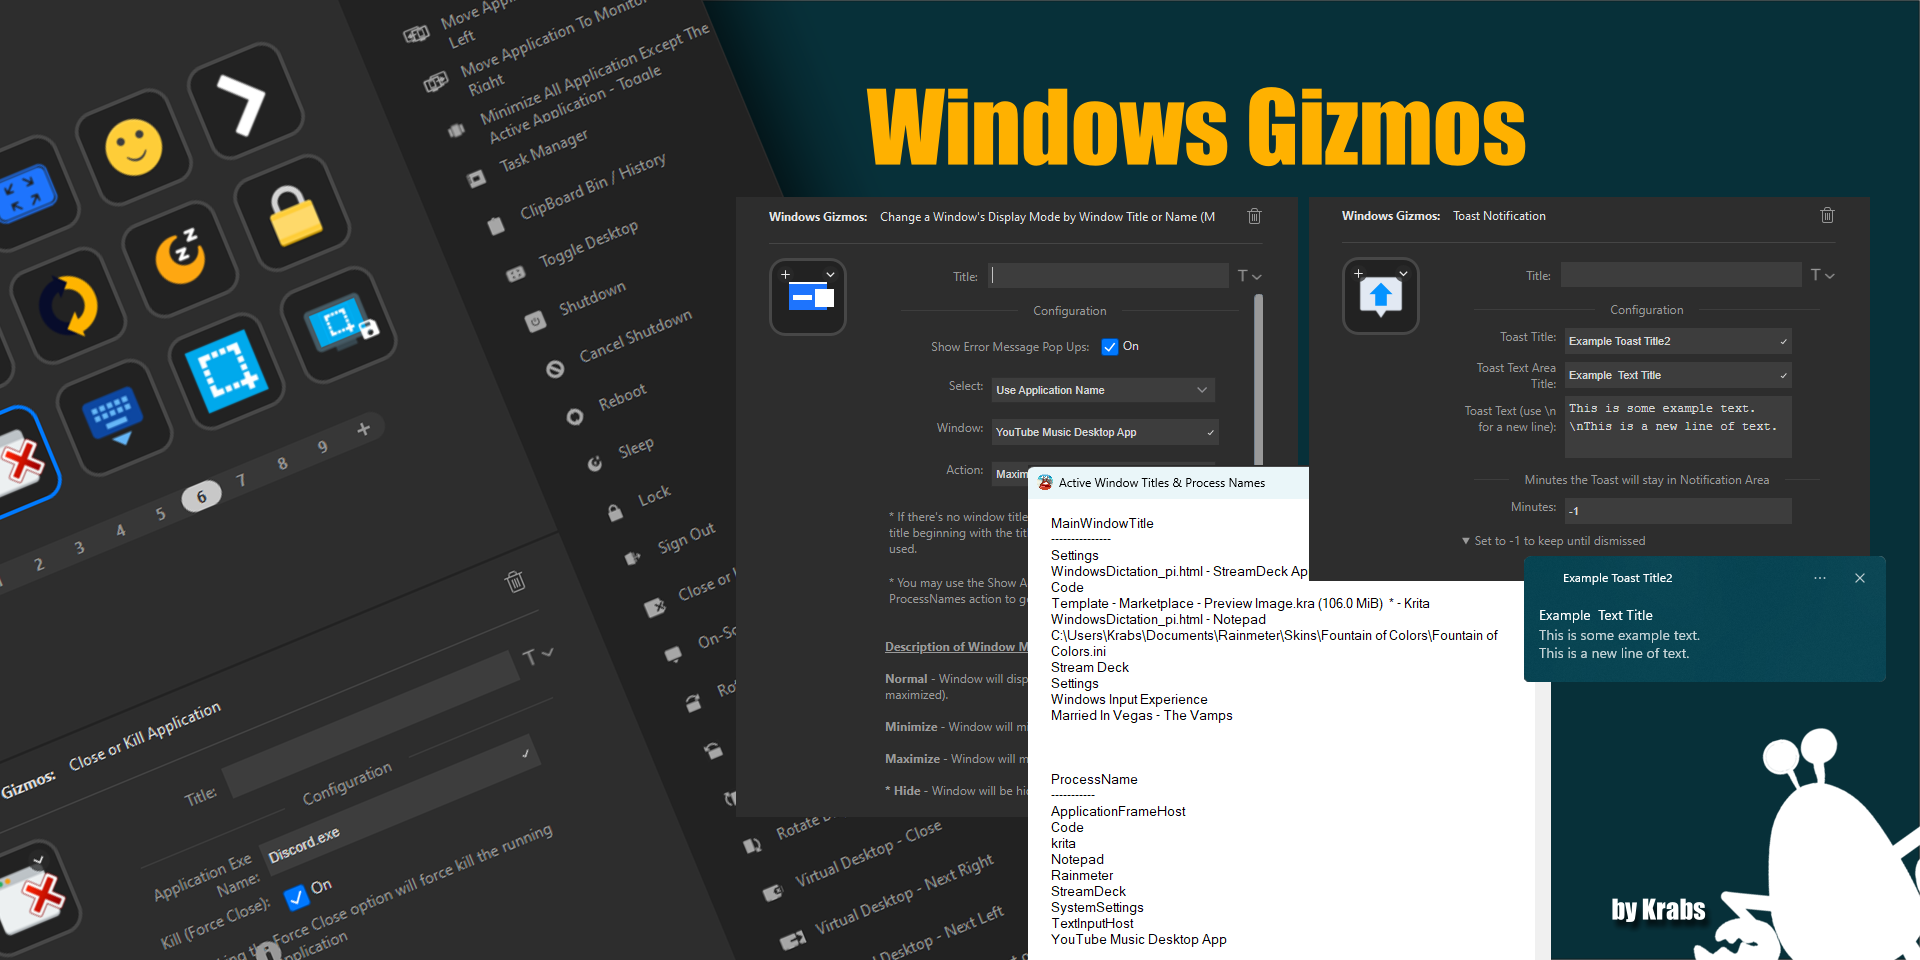 Windows Gizmos
Move App
Left
Move Application To Monitor
Right
Minimize All Application Except The
Active Application - Toggle
Task Manager
ClipBoard Bin / History
Toggle Desktop
Shutdown
Cancel Shutdown
Reboot
Sleep
Lock
Sign Out
Close or
On-Sc
Rot
Rotate
Virtual Desktop - Close
Virtual Desktop - Next Right
Desktop - Next Left
2 3 4 5 6 7 8 9 +
Gizmos: Close or Kill Application
Title:
T
Configuration
Application Exe
Name:
Discord.exe
Kill (Force Close):
On
Force Close option will force kill the running
pplication
Windows Gizmos: Change a Window's Display Mode by Window Title or Name (M
Title:
T
Configuration
Show Error Message Pop Ups: On
Select: Use Application Name
Window: YouTube Music Desktop App
Action: Maxim
* If there's no window title
title beginning with the tit
used.
* You may use the Show A
ProcessNames action to ge
Description of Window M
Normal - Window will disp
maximized).
Minimize - Window will mi
Maximize - Window will m
* Hide - Window will be hid
Active Window Titles & Process Names
MainWindowTitle
---------------
Settings
WindowsDictation_pi.html - StreamDeck Ap
Code
Template - Marketplace - Preview Image.kra (106.0 MiB) * - Krita
WindowsDictation_pi.html - Notepad
C:\Users\Krabs\Documents\Rainmeter\Skins\Fountain of Colors\Fountain of
Colors.ini
Stream Deck
Settings
Windows Input Experience
Married In Vegas - The Vamps
ProcessName
-----------
ApplicationFrameHost
Code
krita
Notepad
Rainmeter
StreamDeck
SystemSettings
TextInputHost
YouTube Music Desktop App
Windows Gizmos: Toast Notification
Title:
T
Configuration
Toast Title: Example Toast Title2
Toast Text Area
Title:
Example  Text Title
Toast Text (use \n
for a new line):
This is some example text.
\nThis is a new line of text.
Minutes the Toast will stay in Notification Area
Minutes: -1
▼ Set to -1 to keep until dismissed
Example Toast Title2
Example  Text Title
This is some example text.
This is a new line of text.
by Krabs